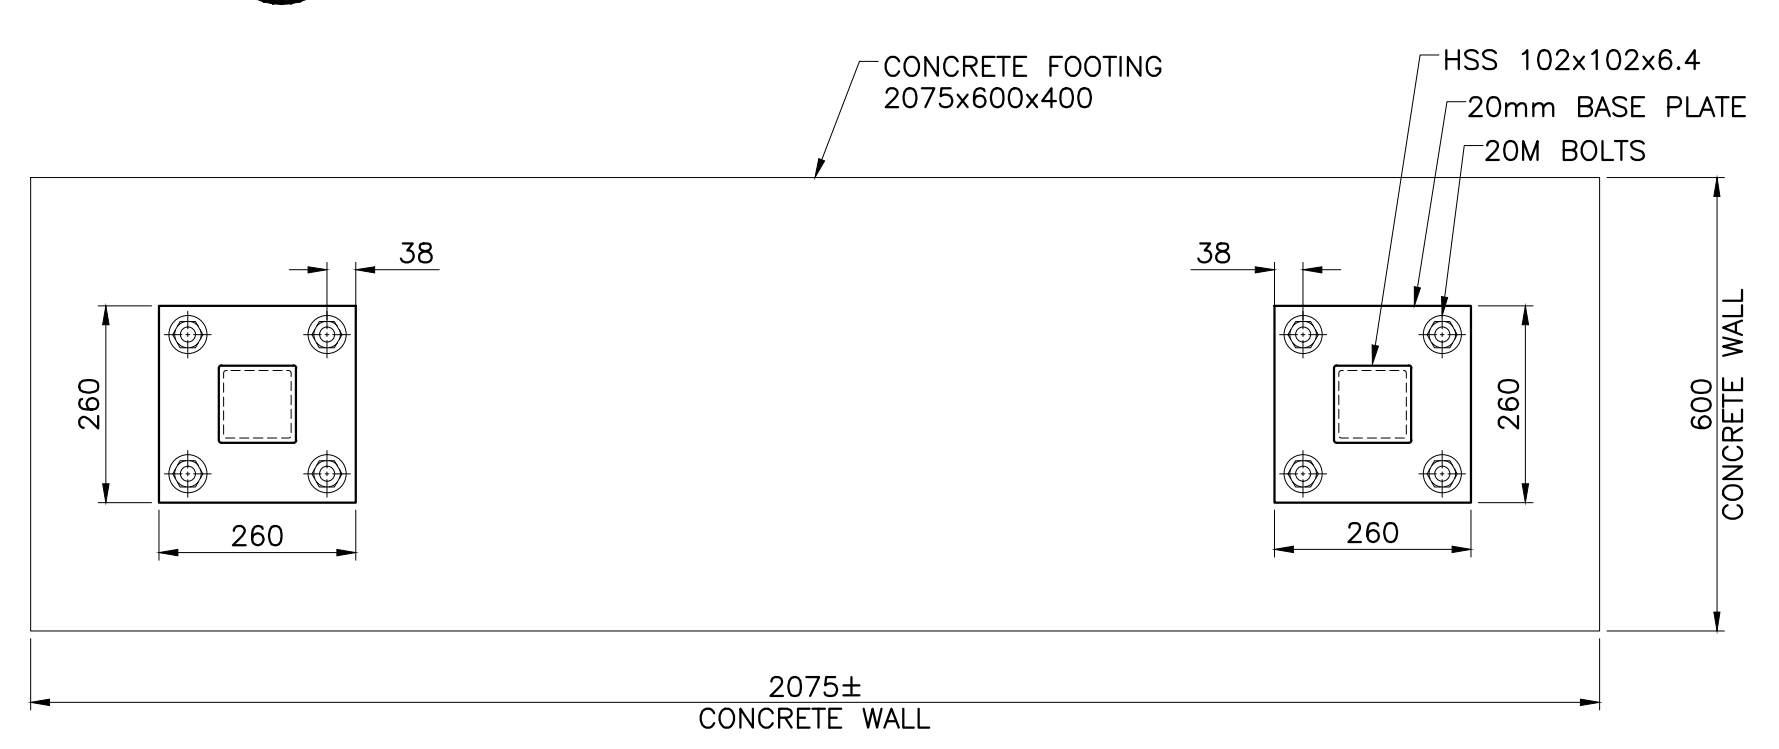 CONCRETE FOOTING
2075x600x400
HSS 102x102x6.4
20mm BASE PLATE
20M BOLTS
38
38
260
260
260
260
600
CONCRETE WALL
2075±
CONCRETE WALL